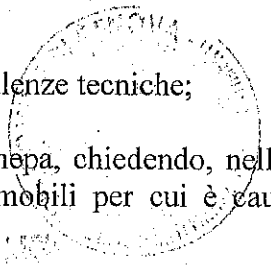 lenze tecniche;
nepa, chiedendo, nell
mobili per cui è cau